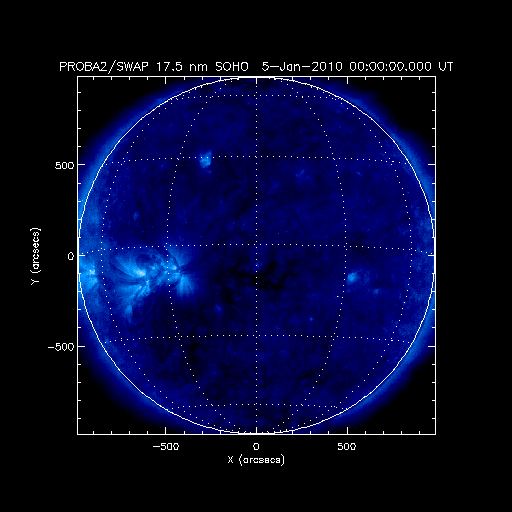 PROBA2/SWAP 17.5 nm SOHO 5-Jan-2010 00:00:00.000 UT
500
0
-500
Y (arcsecs)
-500 0 500
X (arcsecs)